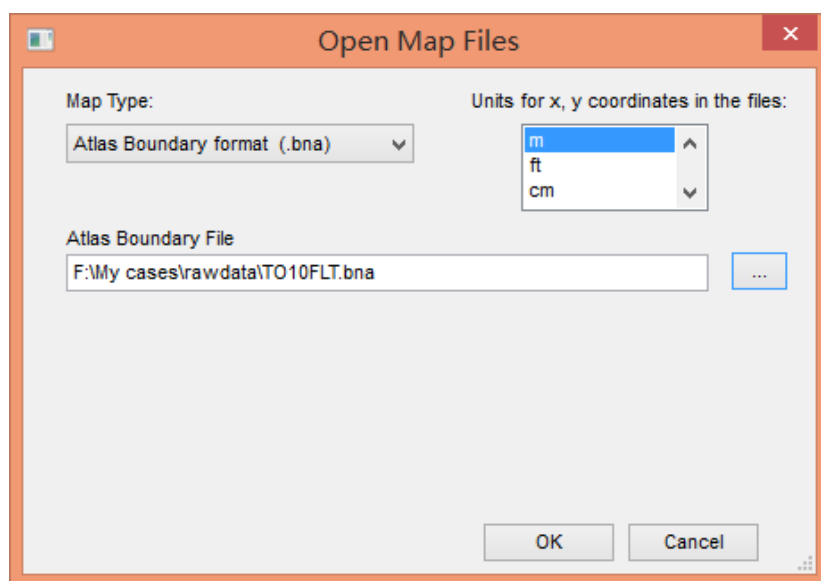 Open Map Files
Map Type:
Units for x, y coordinates in the files:
Atlas Boundary format (.bna)
m
ft
cm
Atlas Boundary File
F:\My cases\rawdata\TO10FLT.bna
...
OK
Cancel